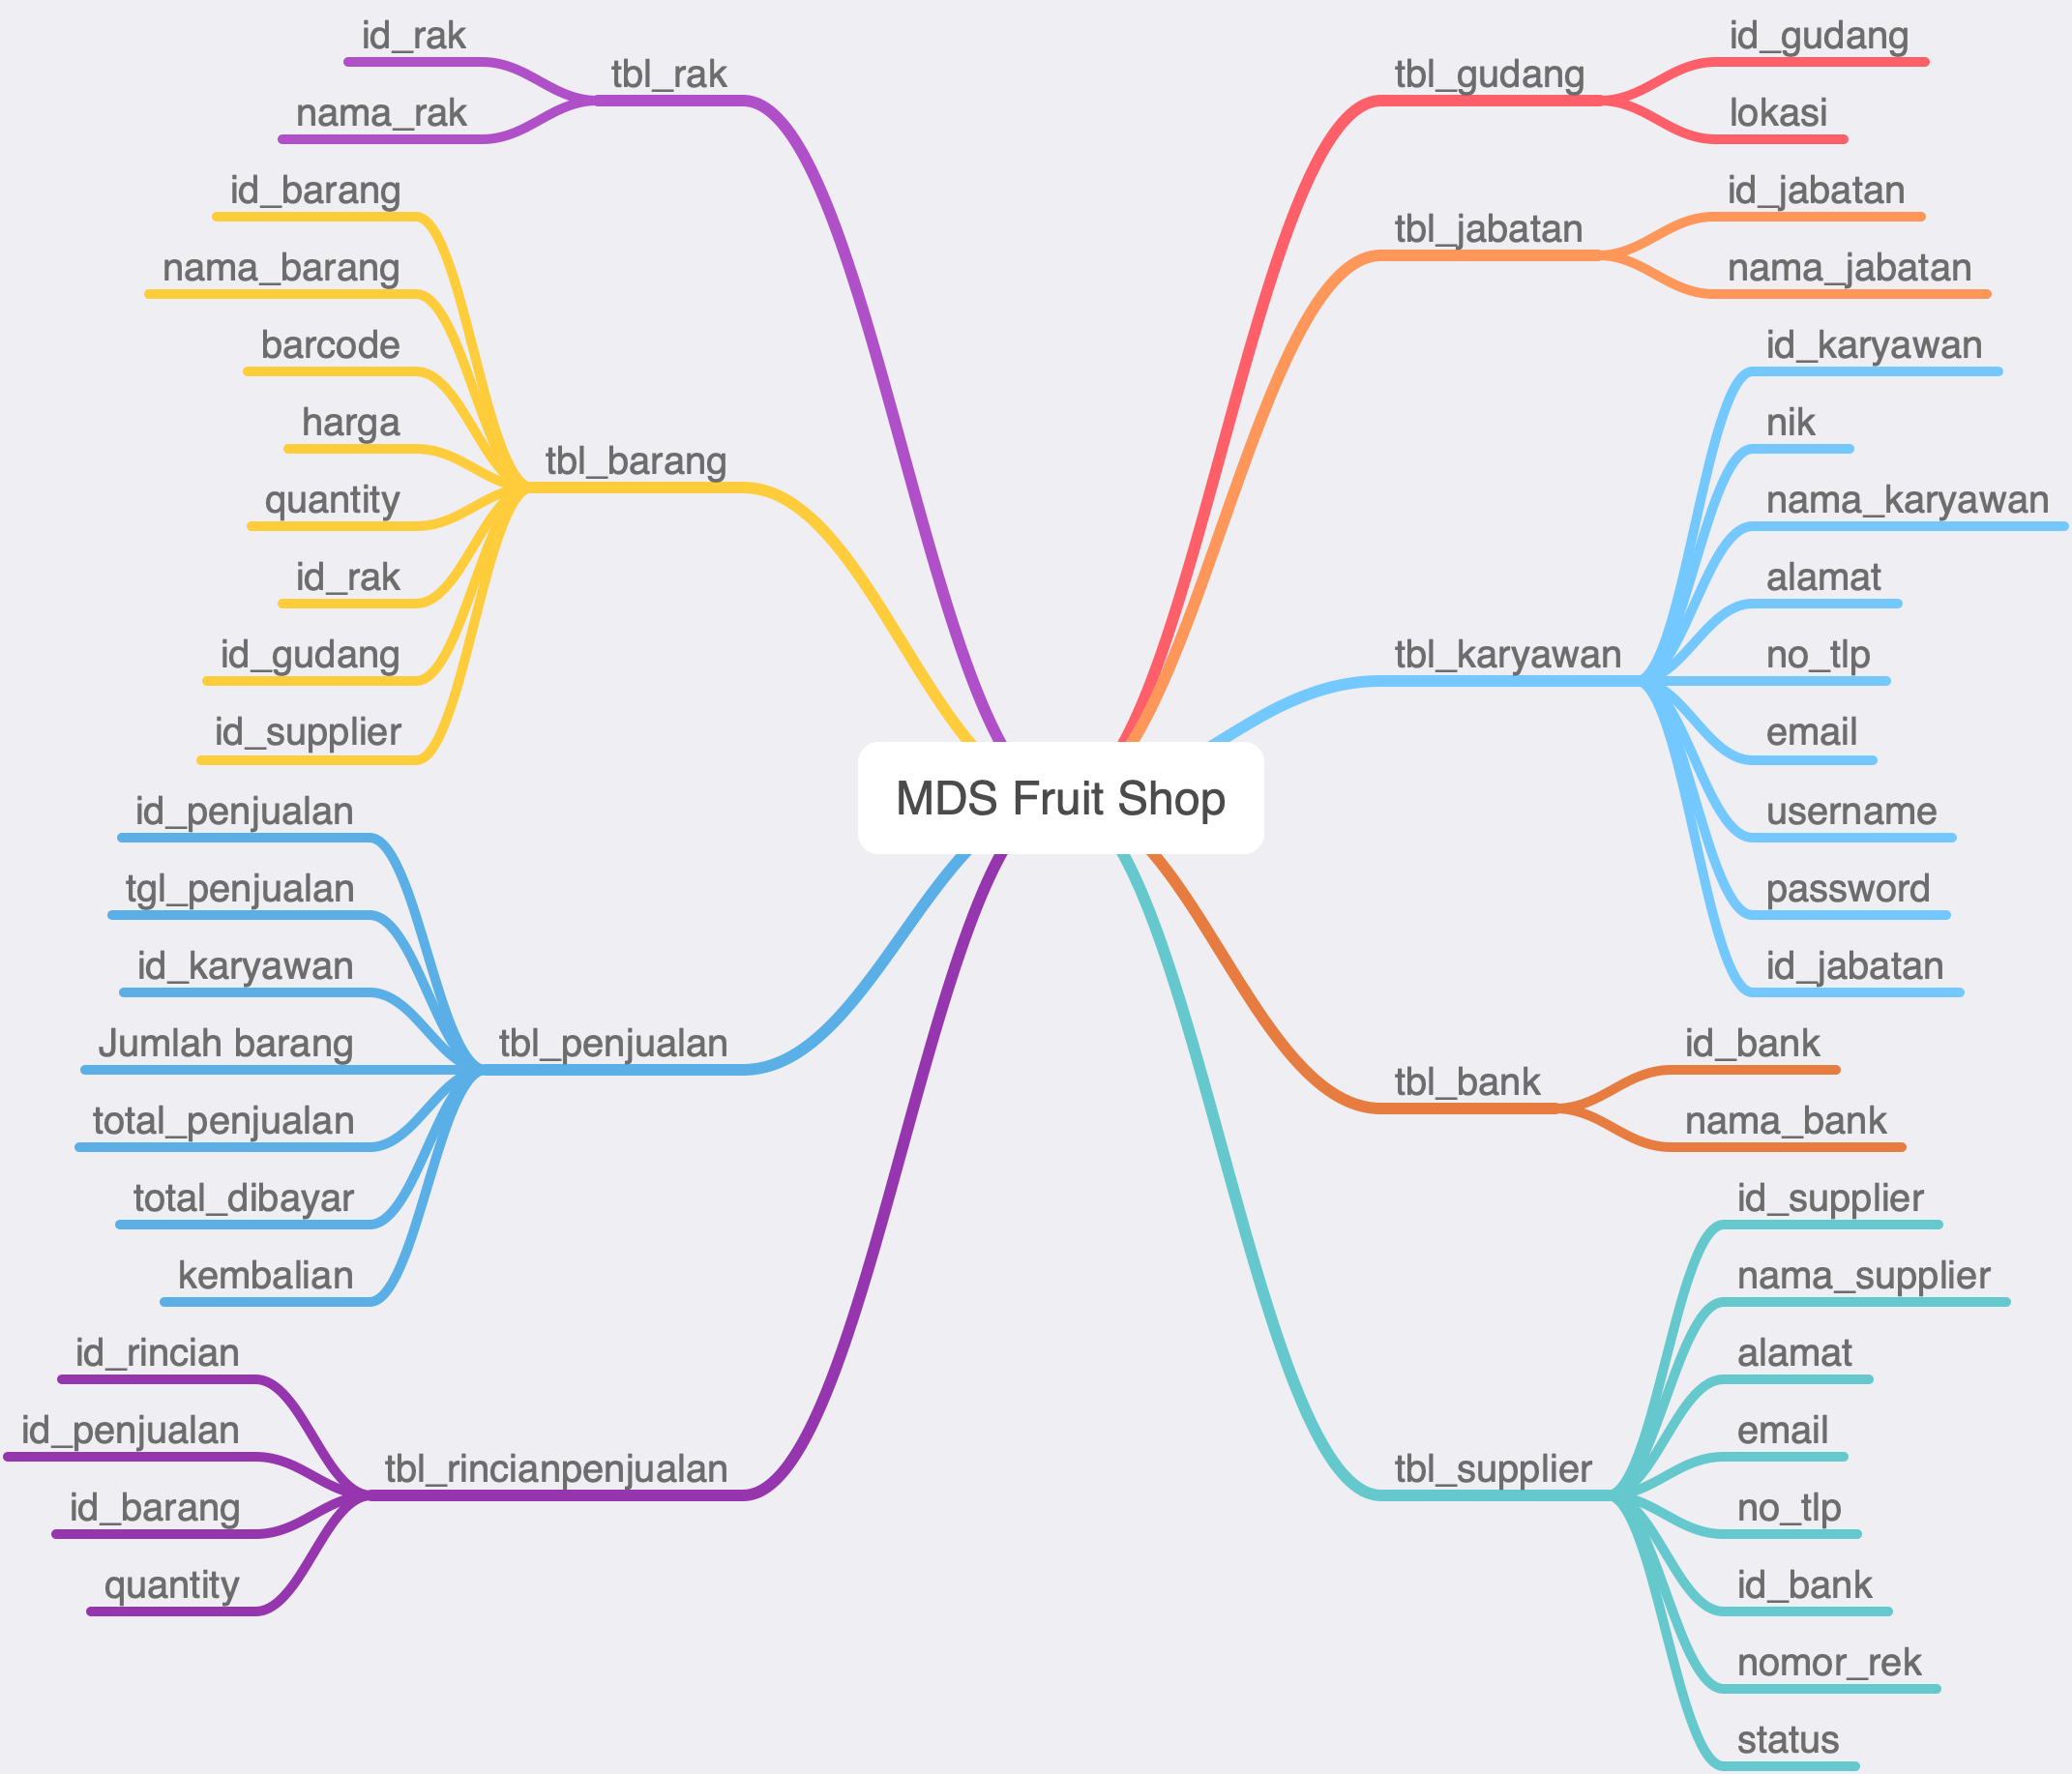 MDS Fruit Shop
tbl_gudang
id_gudang
lokasi
tbl_jabatan
id_jabatan
nama_jabatan
tbl_karyawan
id_karyawan
nik
nama_karyawan
alamat
no_tlp
email
username
password
id_jabatan
tbl_bank
id_bank
nama_bank
tbl_supplier
id_supplier
nama_supplier
alamat
email
no_tlp
id_bank
nomor_rek
status
tbl_rak
id_rak
nama_rak
tbl_barang
id_barang
nama_barang
barcode
harga
quantity
id_rak
id_gudang
id_supplier
tbl_penjualan
id_penjualan
tgl_penjualan
id_karyawan
Jumlah barang
total_penjualan
total_dibayar
kembalian
tbl_rincianpenjualan
id_rincian
id_penjualan
id_barang
quantity